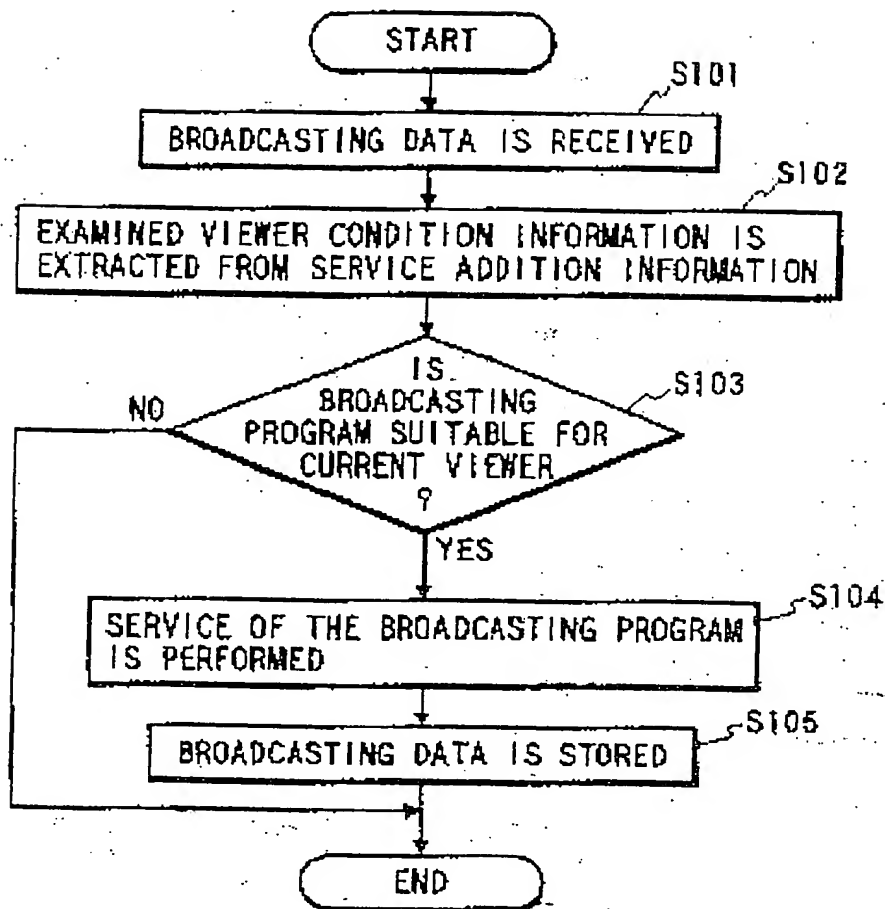 START
S101
BROADCASTING DATA IS RECEIVED
S102
EXAMINED VIEWER CONDITION INFORMATION IS
EXTRACTED FROM SERVICE ADDITION INFORMATION
S103
IS
BROADCASTING
PROGRAM SUITABLE FOR
CURRENT VIEWER
?
NO
YES
S104
SERVICE OF THE BROADCASTING PROGRAM
IS PERFORMED
S105
BROADCASTING DATA IS STORED
END